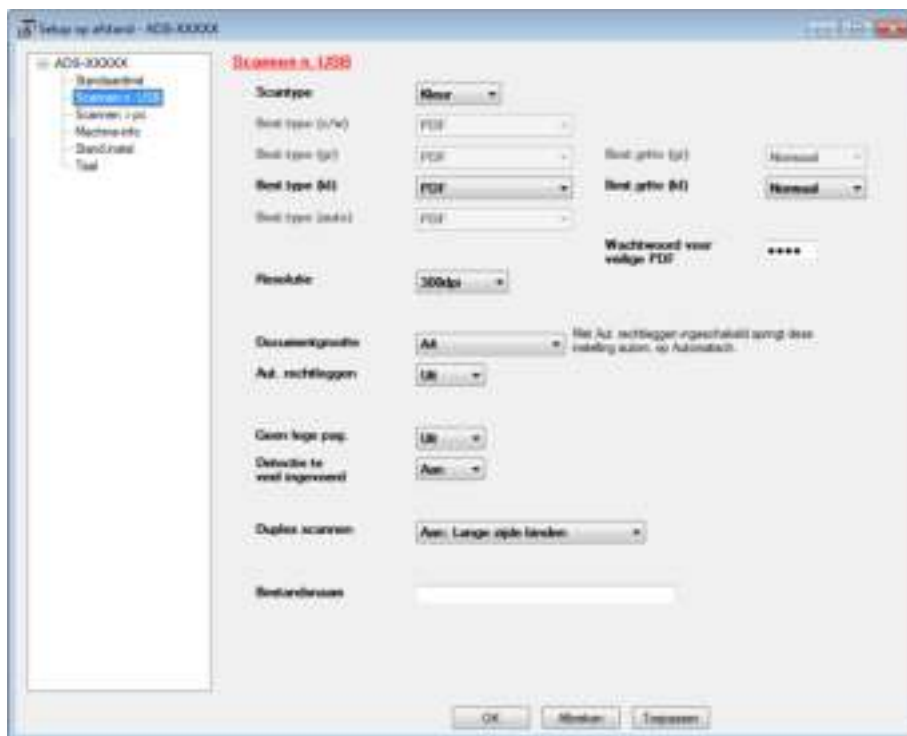 Setup op afstand - ADS-XXXXX
ADS-XXXXX
Standaardinst
Scannen n. USB
Scannen n pc
Machine-info
Stand.instel.
Taal
Scannen n. USB
Scantype
Kleur
Best type (z/w)
PDF
Best type (gr)
PDF
Best grtte (gr)
Normaal
Best type (kl)
PDF
Best grtte (kl)
Normaal
Best type (auto)
PDF
Wachtwoord voor
veilige PDF
••••
Resolutie
300dpi
Documentgrootte
A4
Met Aut. rechtleggen ingeschakeld springt deze
instelling autom. op Automatisch.
Aut. rechtleggen
Uit
Geen lege pag.
Uit
Detectie te
veel ingevoerd
Aan
Duplex scannen
Aan: Lange zijde binden
Bestandsnaam
OK
Afbreken
Toepassen